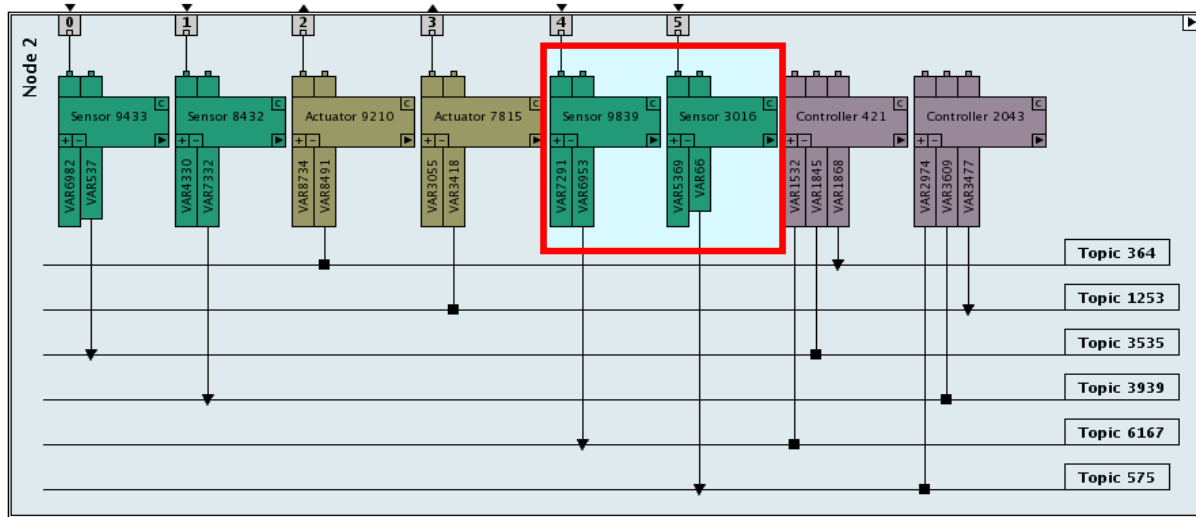 0 1 2 3 4 5
Node 2
Sensor 9433 C
Sensor 8432 C
Actuator 9210 C
Actuator 7815 C
Sensor 9839 C
Sensor 3016 C
Controller 421 C
Controller 2043 C
+ − + − + − + − + − + − + − + −
VAR6982
VAR537
VAR4330
VAR7332
VAR8734
VAR8491
VAR3055
VAR3418
VAR7291
VAR6953
VAR5369
VAR66
VAR1532
VAR1845
VAR1868
VAR2974
VAR3609
VAR3477
Topic 364
Topic 1253
Topic 3535
Topic 3939
Topic 6167
Topic 575